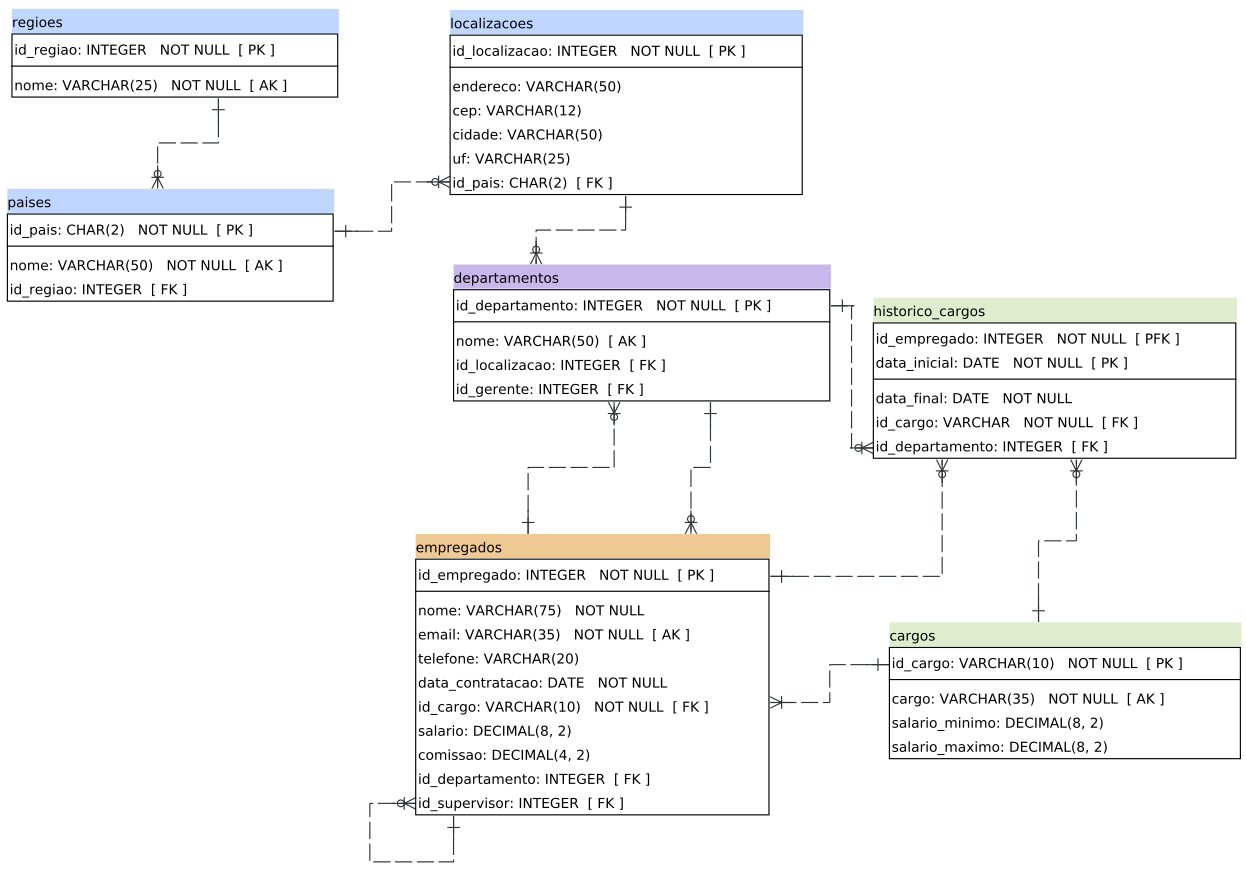 regioes
id_regiao: INTEGER   NOT NULL  [ PK ]
nome: VARCHAR(25)   NOT NULL  [ AK ]
localizacoes
id_localizacao: INTEGER   NOT NULL  [ PK ]
endereco: VARCHAR(50)
cep: VARCHAR(12)
cidade: VARCHAR(50)
uf: VARCHAR(25)
id_pais: CHAR(2)  [ FK ]
paises
id_pais: CHAR(2)   NOT NULL  [ PK ]
nome: VARCHAR(50)   NOT NULL  [ AK ]
id_regiao: INTEGER  [ FK ]
departamentos
id_departamento: INTEGER   NOT NULL  [ PK ]
nome: VARCHAR(50)  [ AK ]
id_localizacao: INTEGER  [ FK ]
id_gerente: INTEGER  [ FK ]
historico_cargos
id_empregado: INTEGER   NOT NULL  [ PFK ]
data_inicial: DATE   NOT NULL  [ PK ]
data_final: DATE   NOT NULL
id_cargo: VARCHAR   NOT NULL  [ FK ]
id_departamento: INTEGER  [ FK ]
empregados
id_empregado: INTEGER   NOT NULL  [ PK ]
nome: VARCHAR(75)   NOT NULL
email: VARCHAR(35)   NOT NULL  [ AK ]
telefone: VARCHAR(20)
data_contratacao: DATE   NOT NULL
id_cargo: VARCHAR(10)   NOT NULL  [ FK ]
salario: DECIMAL(8, 2)
comissao: DECIMAL(4, 2)
id_departamento: INTEGER  [ FK ]
id_supervisor: INTEGER  [ FK ]
cargos
id_cargo: VARCHAR(10)   NOT NULL  [ PK ]
cargo: VARCHAR(35)   NOT NULL  [ AK ]
salario_minimo: DECIMAL(8, 2)
salario_maximo: DECIMAL(8, 2)